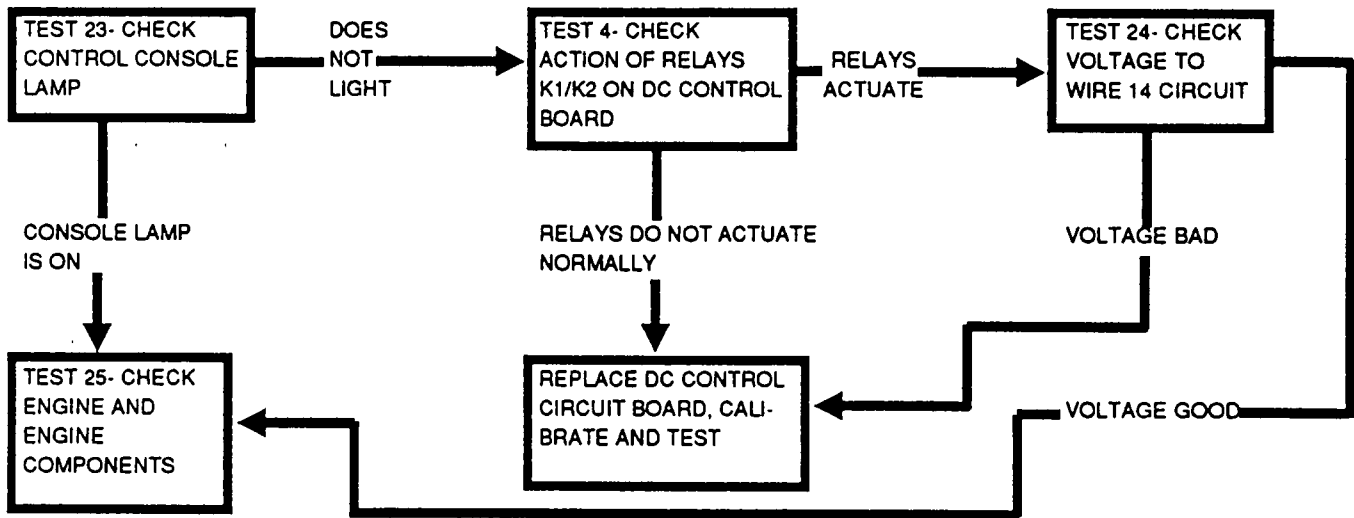 TEST 23- CHECK
CONTROL CONSOLE
LAMP
DOES
NOT
LIGHT
TEST 4- CHECK
ACTION OF RELAYS
K1/K2 ON DC CONTROL
BOARD
RELAYS
ACTUATE
TEST 24- CHECK
VOLTAGE TO
WIRE 14 CIRCUIT
CONSOLE LAMP
IS ON
RELAYS DO NOT ACTUATE
NORMALLY
VOLTAGE BAD
TEST 25- CHECK
ENGINE AND
ENGINE
COMPONENTS
REPLACE DC CONTROL
CIRCUIT BOARD, CALI-
BRATE AND TEST
VOLTAGE GOOD